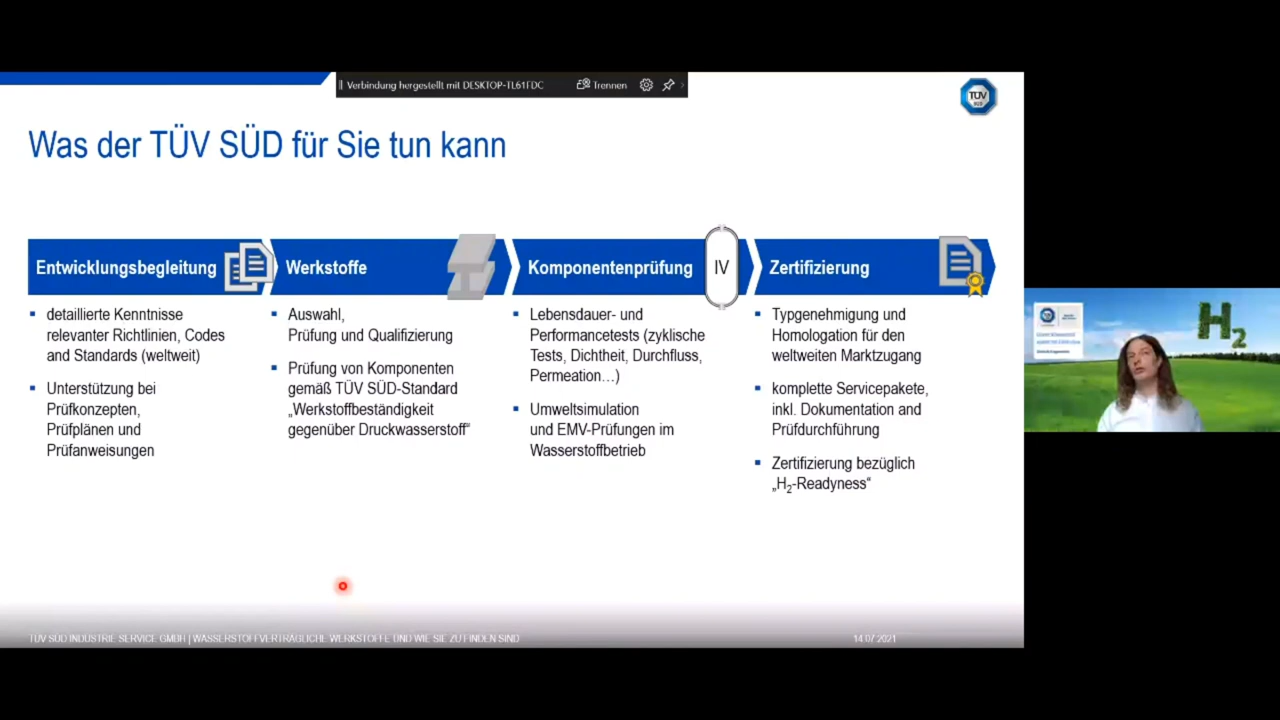 Verbindung hergestellt mit DESKTOP-TL61FDC
Trennen
TÜV
SÜD
Was der TÜV SÜD für Sie tun kann
Entwicklungsbegleitung
Werkstoffe
Komponentenprüfung
IV
Zertifizierung
detaillierte Kenntnisse
relevanter Richtlinien, Codes
and Standards (weltweit)
Unterstützung bei
Prüfkonzepten,
Prüfplänen und
Prüfanweisungen
Auswahl,
Prüfung und Qualifizierung
Prüfung von Komponenten
gemäß TÜV SÜD-Standard
„Werkstoffbeständigkeit
gegenüber Druckwasserstoff“
Lebensdauer- und
Performancetests (zyklische
Tests, Dichtheit, Durchfluss,
Permeation…)
Umweltsimulation
und EMV-Prüfungen im
Wasserstoffbetrieb
Typgenehmigung und
Homologation für den
weltweiten Marktzugang
komplette Servicepakete,
inkl. Dokumentation and
Prüfdurchführung
Zertifizierung bezüglich
„H2-Readyness“
H2
TÜV SÜD INDUSTRIE SERVICE GMBH | WASSERSTOFFVERTRÄGLICHE WERKSTOFFE UND WIE SIE ZU FINDEN SIND
14.07.2021